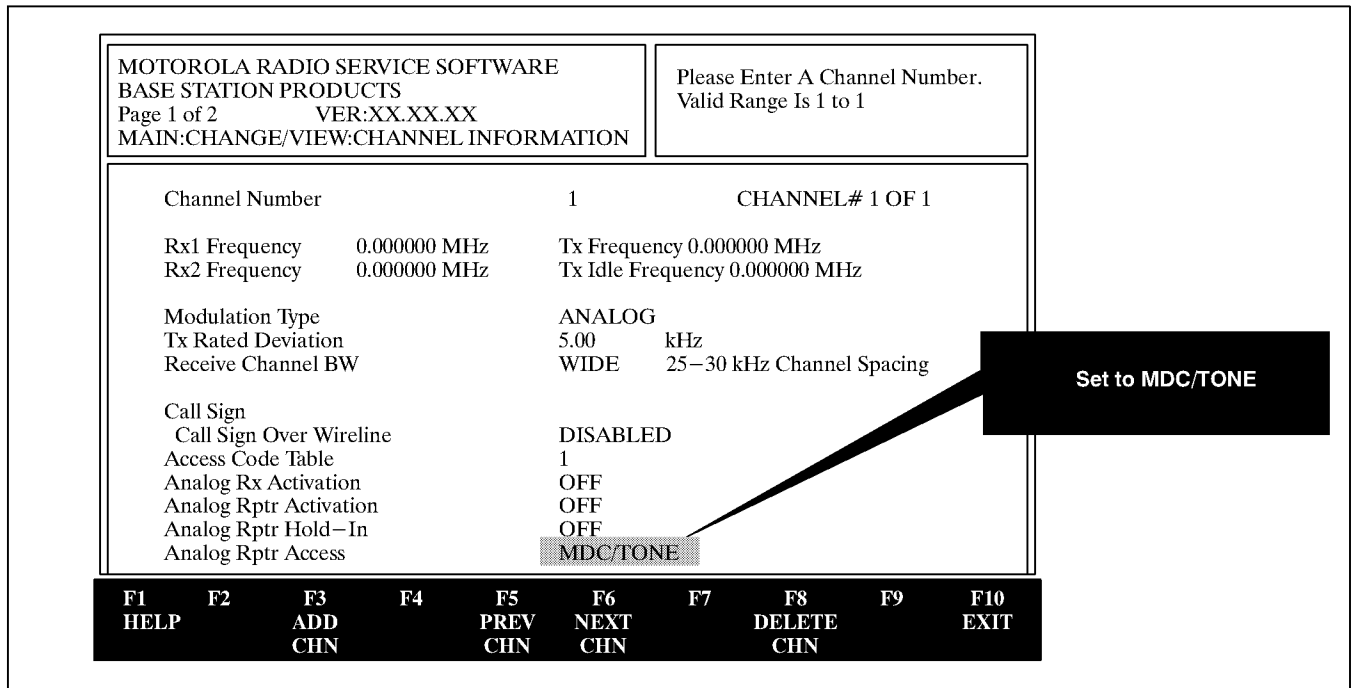 MOTOROLA RADIO SERVICE SOFTWARE
BASE STATION PRODUCTS
Page 1 of 2 VER:XX.XX.XX
MAIN:CHANGE/VIEW:CHANNEL INFORMATION
Please Enter A Channel Number.
Valid Range Is 1 to 1
Channel Number 1 CHANNEL# 1 OF 1
Rx1 Frequency 0.000000 MHz Tx Frequency 0.000000 MHz
Rx2 Frequency 0.000000 MHz Tx Idle Frequency 0.000000 MHz
Modulation Type ANALOG
Tx Rated Deviation 5.00 kHz
Receive Channel BW WIDE 25−30 kHz Channel Spacing
Call Sign
Call Sign Over Wireline DISABLED
Access Code Table 1
Analog Rx Activation OFF
Analog Rptr Activation OFF
Analog Rptr Hold−In OFF
Analog Rptr Access MDC/TONE
Set to MDC/TONE
F1 F2 F3 F4 F5 F6 F7 F8 F9 F10
HELP ADD PREV NEXT DELETE EXIT
CHN CHN CHN CHN